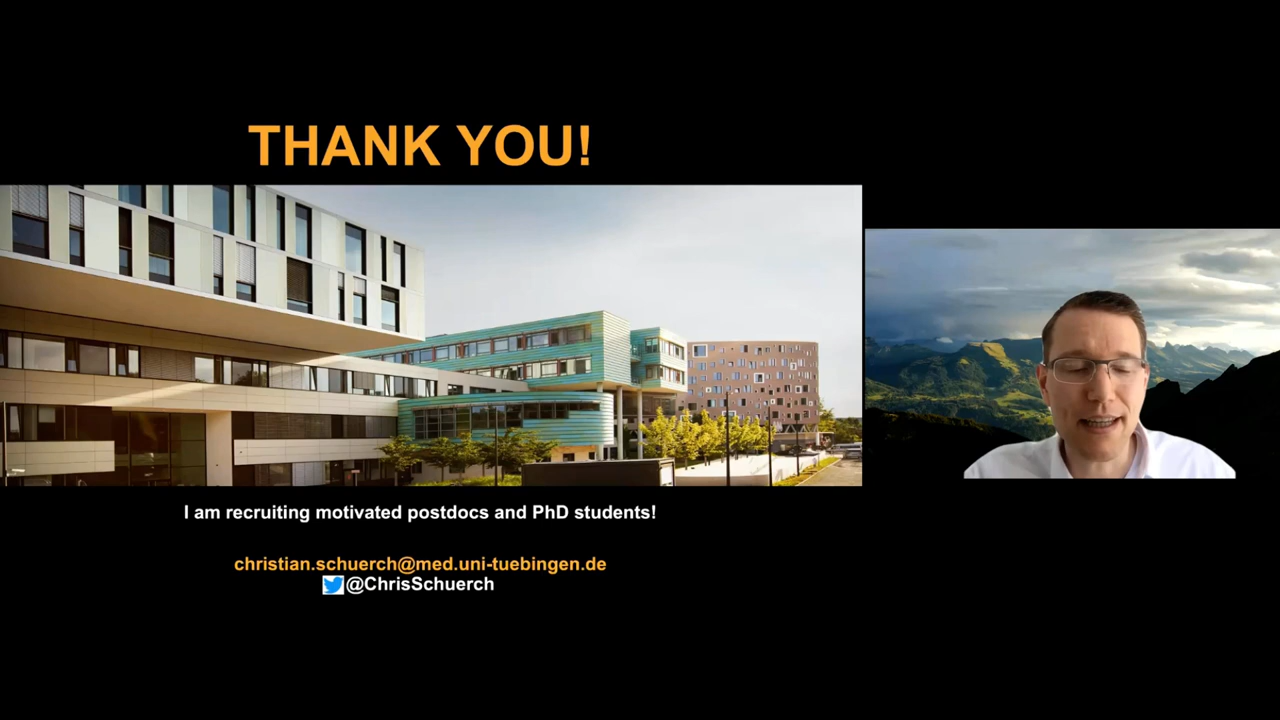 THANK YOU!
I am recruiting motivated postdocs and PhD students!
christian.schuerch@med.uni-tuebingen.de
@ChrisSchuerch